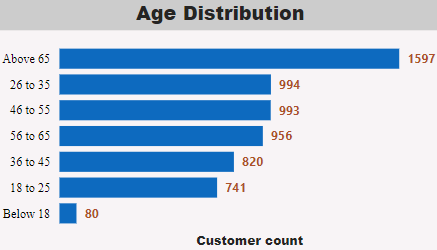 Age Distribution
Above 65 1597
26 to 35 994
46 to 55 993
56 to 65 956
36 to 45 820
18 to 25 741
Below 18 80
Customer count